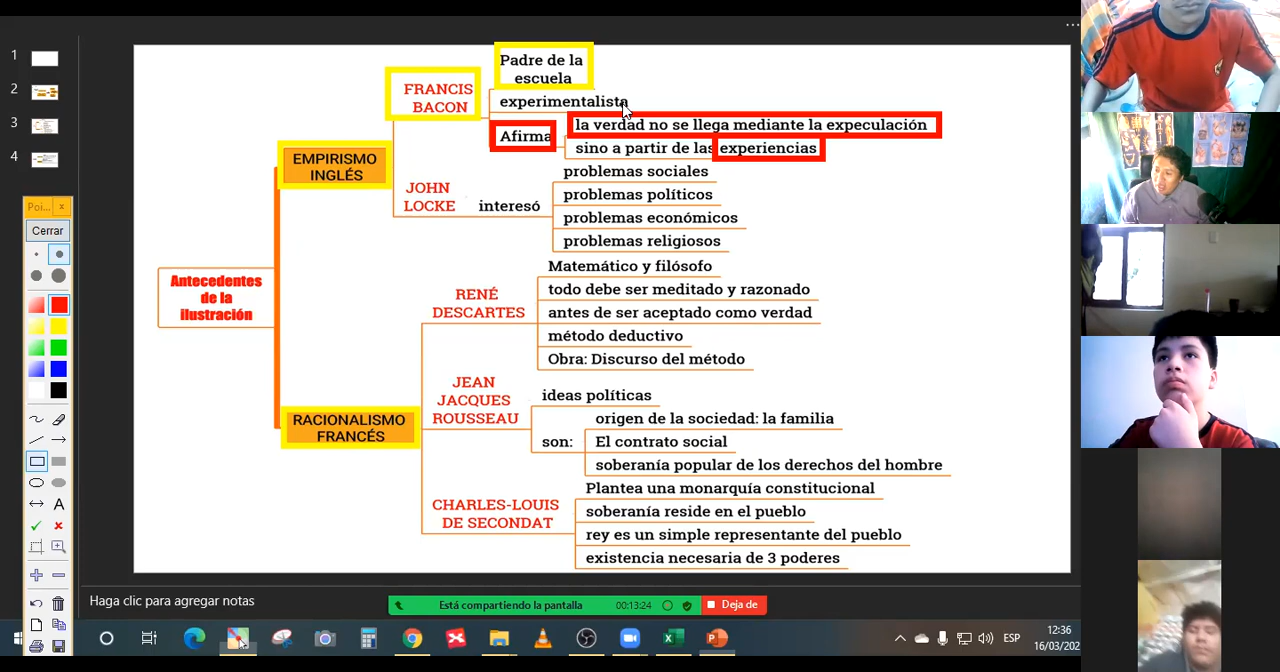 1
2
3
4
Poi...
x
Cerrar
A
Antecedentes
de la
ilustración
EMPIRISMO
INGLÉS
FRANCIS
BACON
Padre de la
escuela
experimentalista
Afirma
la verdad no se llega mediante la expeculación
sino a partir de las experiencias
JOHN
LOCKE
interesó
problemas sociales
problemas políticos
problemas económicos
problemas religiosos
RACIONALISMO
FRANCÉS
RENÉ
DESCARTES
Matemático y filósofo
todo debe ser meditado y razonado
antes de ser aceptado como verdad
método deductivo
Obra: Discurso del método
JEAN
JACQUES
ROUSSEAU
ideas políticas
son:
origen de la sociedad: la familia
El contrato social
soberanía popular de los derechos del hombre
CHARLES-LOUIS
DE SECONDAT
Plantea una monarquía constitucional
soberanía reside en el pueblo
rey es un simple representante del pueblo
existencia necesaria de 3 poderes
Haga clic para agregar notas
Está compartiendo la pantalla
00:13:24
Deja de
ESP
12:36
16/03/202